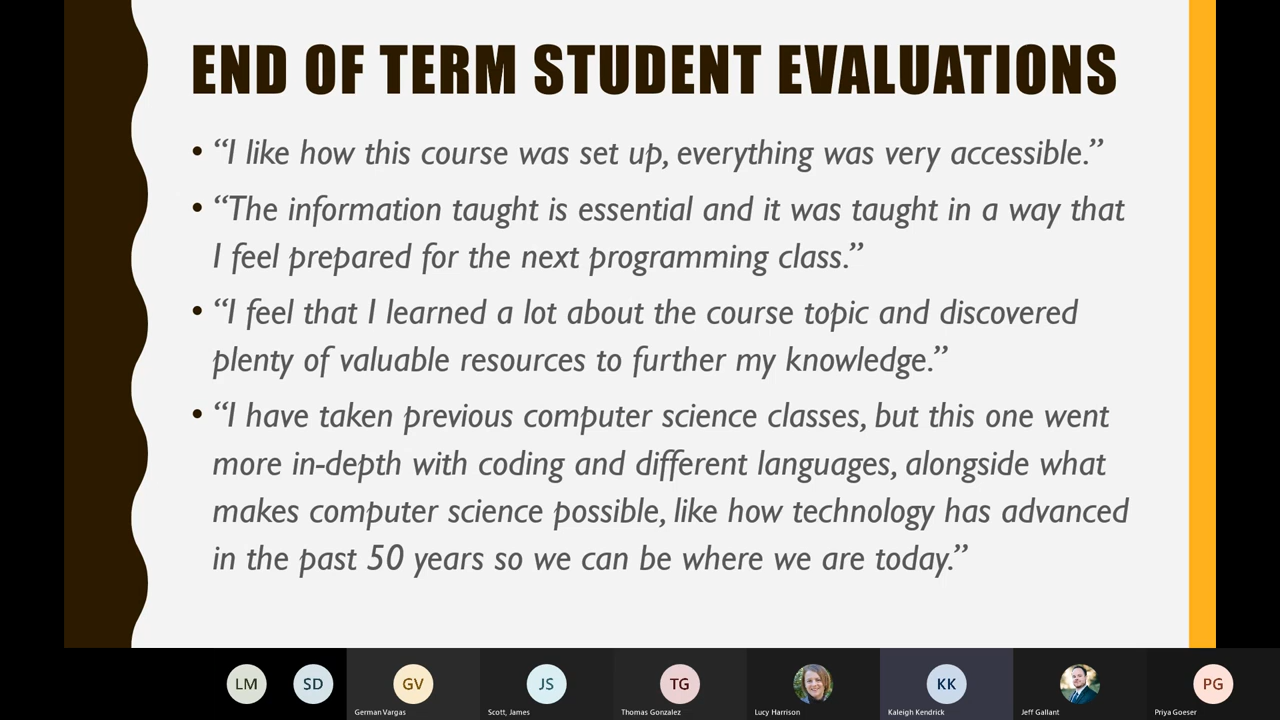 END OF TERM STUDENT EVALUATIONS
• “I like how this course was set up, everything was very accessible.”
• “The information taught is essential and it was taught in a way that
I feel prepared for the next programming class.”
• “I feel that I learned a lot about the course topic and discovered
plenty of valuable resources to further my knowledge.”
• “I have taken previous computer science classes, but this one went
more in-depth with coding and different languages, alongside what
makes computer science possible, like how technology has advanced
in the past 50 years so we can be where we are today.”
LM SD GV JS TG KK PG
German Vargas Scott, James Thomas Gonzalez Lucy Harrison Kaleigh Kendrick Jeff Gallant Priya Goeser